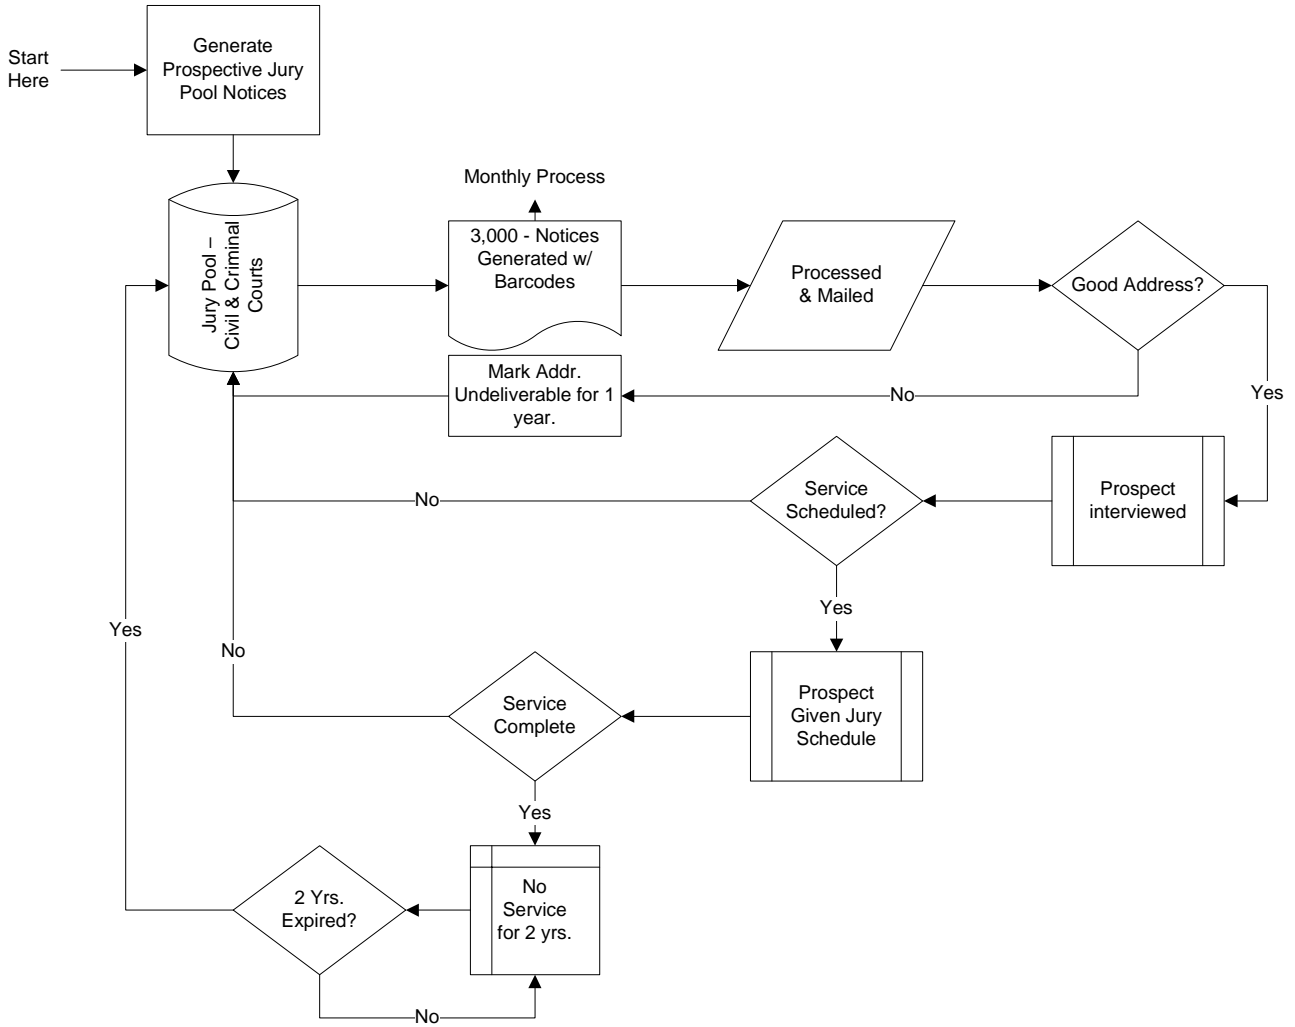 Start
Here
Generate
Prospective Jury
Pool Notices
Monthly Process
Jury Pool –
Civil & Criminal
Courts
3,000 - Notices
Generated w/
Barcodes
Processed
& Mailed
Good Address?
Mark Addr.
Undeliverable for 1
year.
No
Yes
Service
Scheduled?
Prospect
interviewed
No
Yes
Yes
No
Service
Complete
Prospect
Given Jury
Schedule
Yes
2 Yrs.
Expired?
No
Service
for 2 yrs.
No